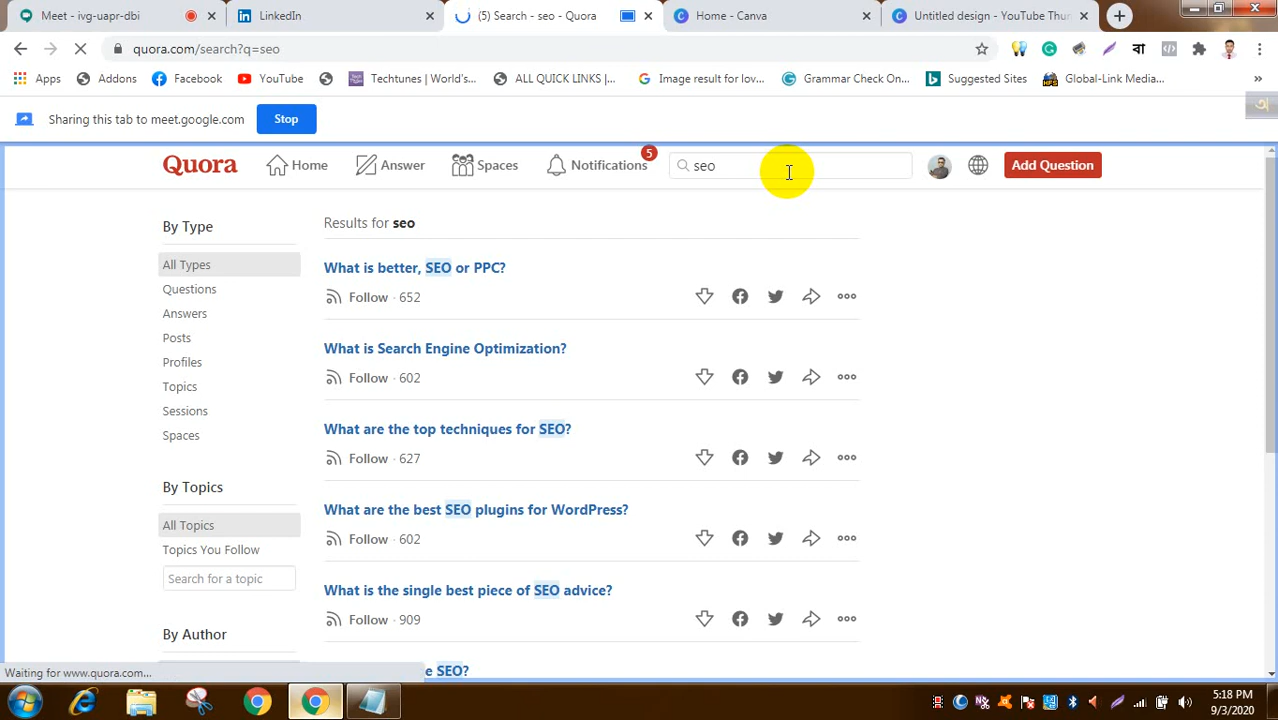 Meet - ivg-uapr-dbi
LinkedIn
(5) Search - seo - Quora
Home - Canva
Untitled design - YouTube Thu
quora.com/search?q=seo
বা
Apps
Addons
Facebook
YouTube
Techtunes | World's...
ALL QUICK LINKS |...
Image result for lov...
Grammar Check On...
Suggested Sites
Global-Link Media...
Sharing this tab to meet.google.com
Stop
অ
Quora
Home
Answer
Spaces
Notifications
5
seo
Add Question
By Type
All Types
Questions
Answers
Posts
Profiles
Topics
Sessions
Spaces
By Topics
All Topics
Topics You Follow
Search for a topic
By Author
Results for seo
What is better, SEO or PPC?
Follow · 652
What is Search Engine Optimization?
Follow · 602
What are the top techniques for SEO?
Follow · 627
What are the best SEO plugins for WordPress?
Follow · 602
What is the single best piece of SEO advice?
Follow · 909
e SEO?
Waiting for www.quora.com...
5:18 PM
9/3/2020